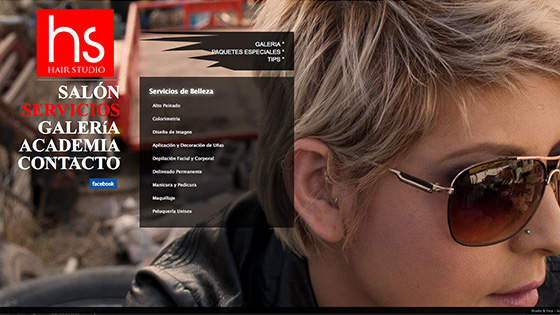 hs
HAIR STUDIO
SALÓN
SERVICIOS
GALERíA
ACADEMIA
CONTACTO
facebook
GALERIA *
PAQUETES ESPECIALES *
TIPS *
Servicios de Belleza
Alto Peinado
Colorimetría
Diseño de Imagen
Aplicación y Decoración de Uñas
Depilación Facial y Corporal
Delineado Permanente
Manicura y Pedicura
Maquillaje
Peluquería Unisex